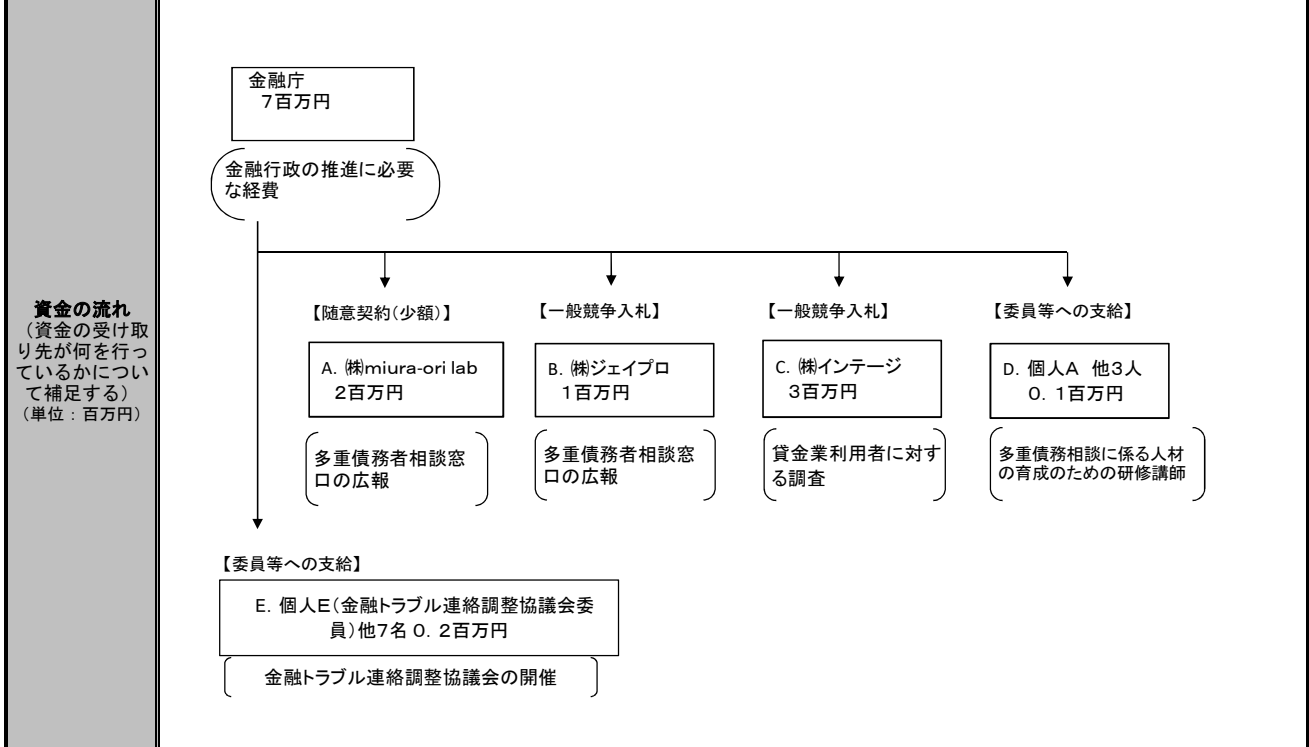 資金の流れ
（資金の受け取
り先が何を行っ
ているかについ
て補足する）
（単位：百万円）
金融庁
７百万円
金融行政の推進に必要
な経費
【随意契約（少額）】
A. ㈱miura-ori lab
２百万円
多重債務者相談窓
口の広報
【一般競争入札】
B. ㈱ジェイプロ
１百万円
多重債務者相談窓
口の広報
【一般競争入札】
C. ㈱インテージ
３百万円
貸金業利用者に対す
る調査
【委員等への支給】
D. 個人A　他３人
０．１百万円
多重債務相談に係る人材
の育成のための研修講師
【委員等への支給】
E. 個人E（金融トラブル連絡調整協議会委
員）他７名 ０．２百万円
金融トラブル連絡調整協議会の開催